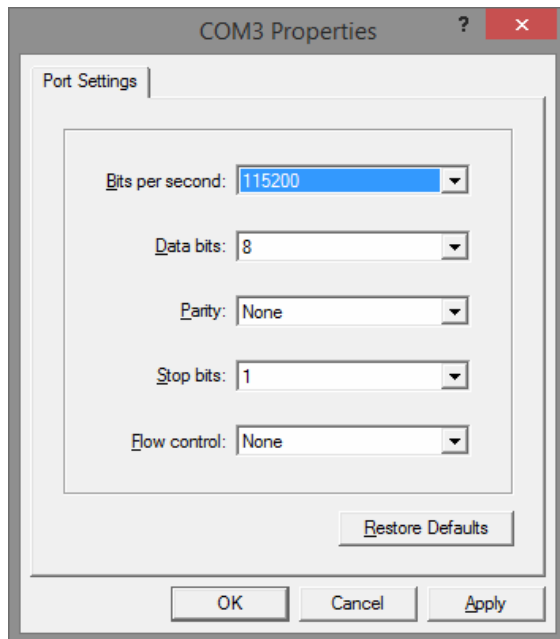 COM3 Properties ? ×
Port Settings
Bits per second: 115200
Data bits: 8
Parity: None
Stop bits: 1
Flow control: None
Restore Defaults
OK Cancel Apply